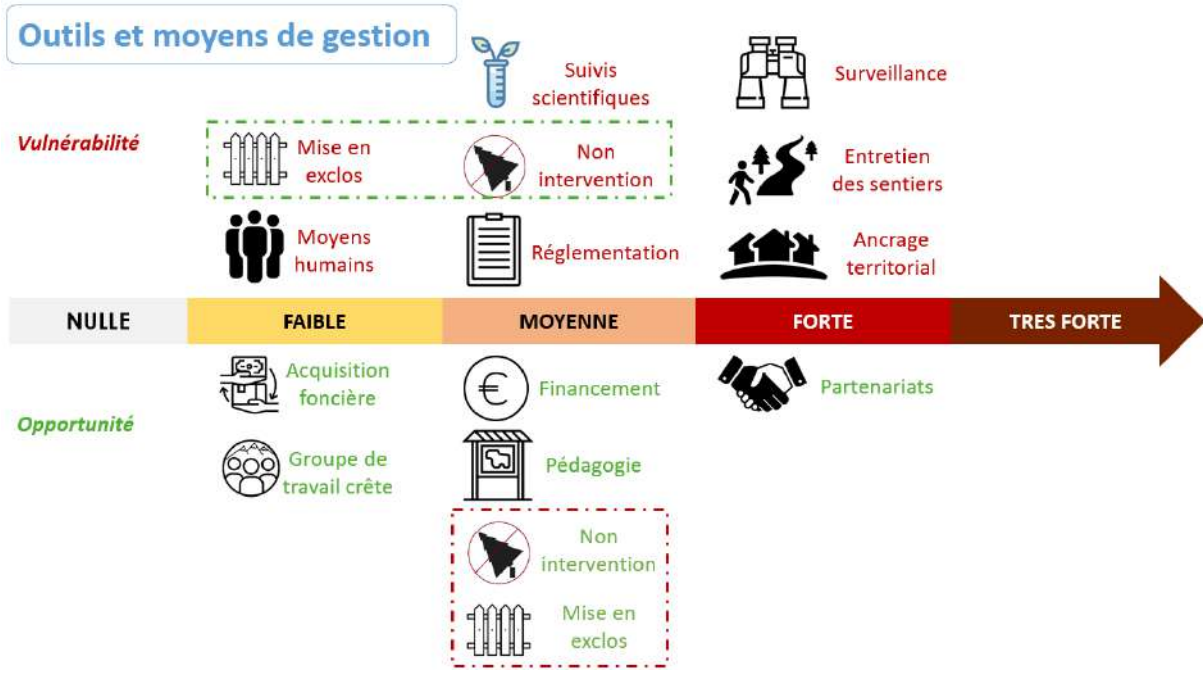 Outils et moyens de gestion
Suivis
scientifiques
Surveillance
Vulnérabilité
Mise en
exclos
Non
intervention
Entretien
des sentiers
Moyens
humains
Réglementation
Ancrage
territorial
NULLE
FAIBLE
MOYENNE
FORTE
TRES FORTE
Opportunité
Acquisition
foncière
€
Financement
Partenariats
Groupe de
travail crête
Pédagogie
Non
intervention
Mise en
exclos